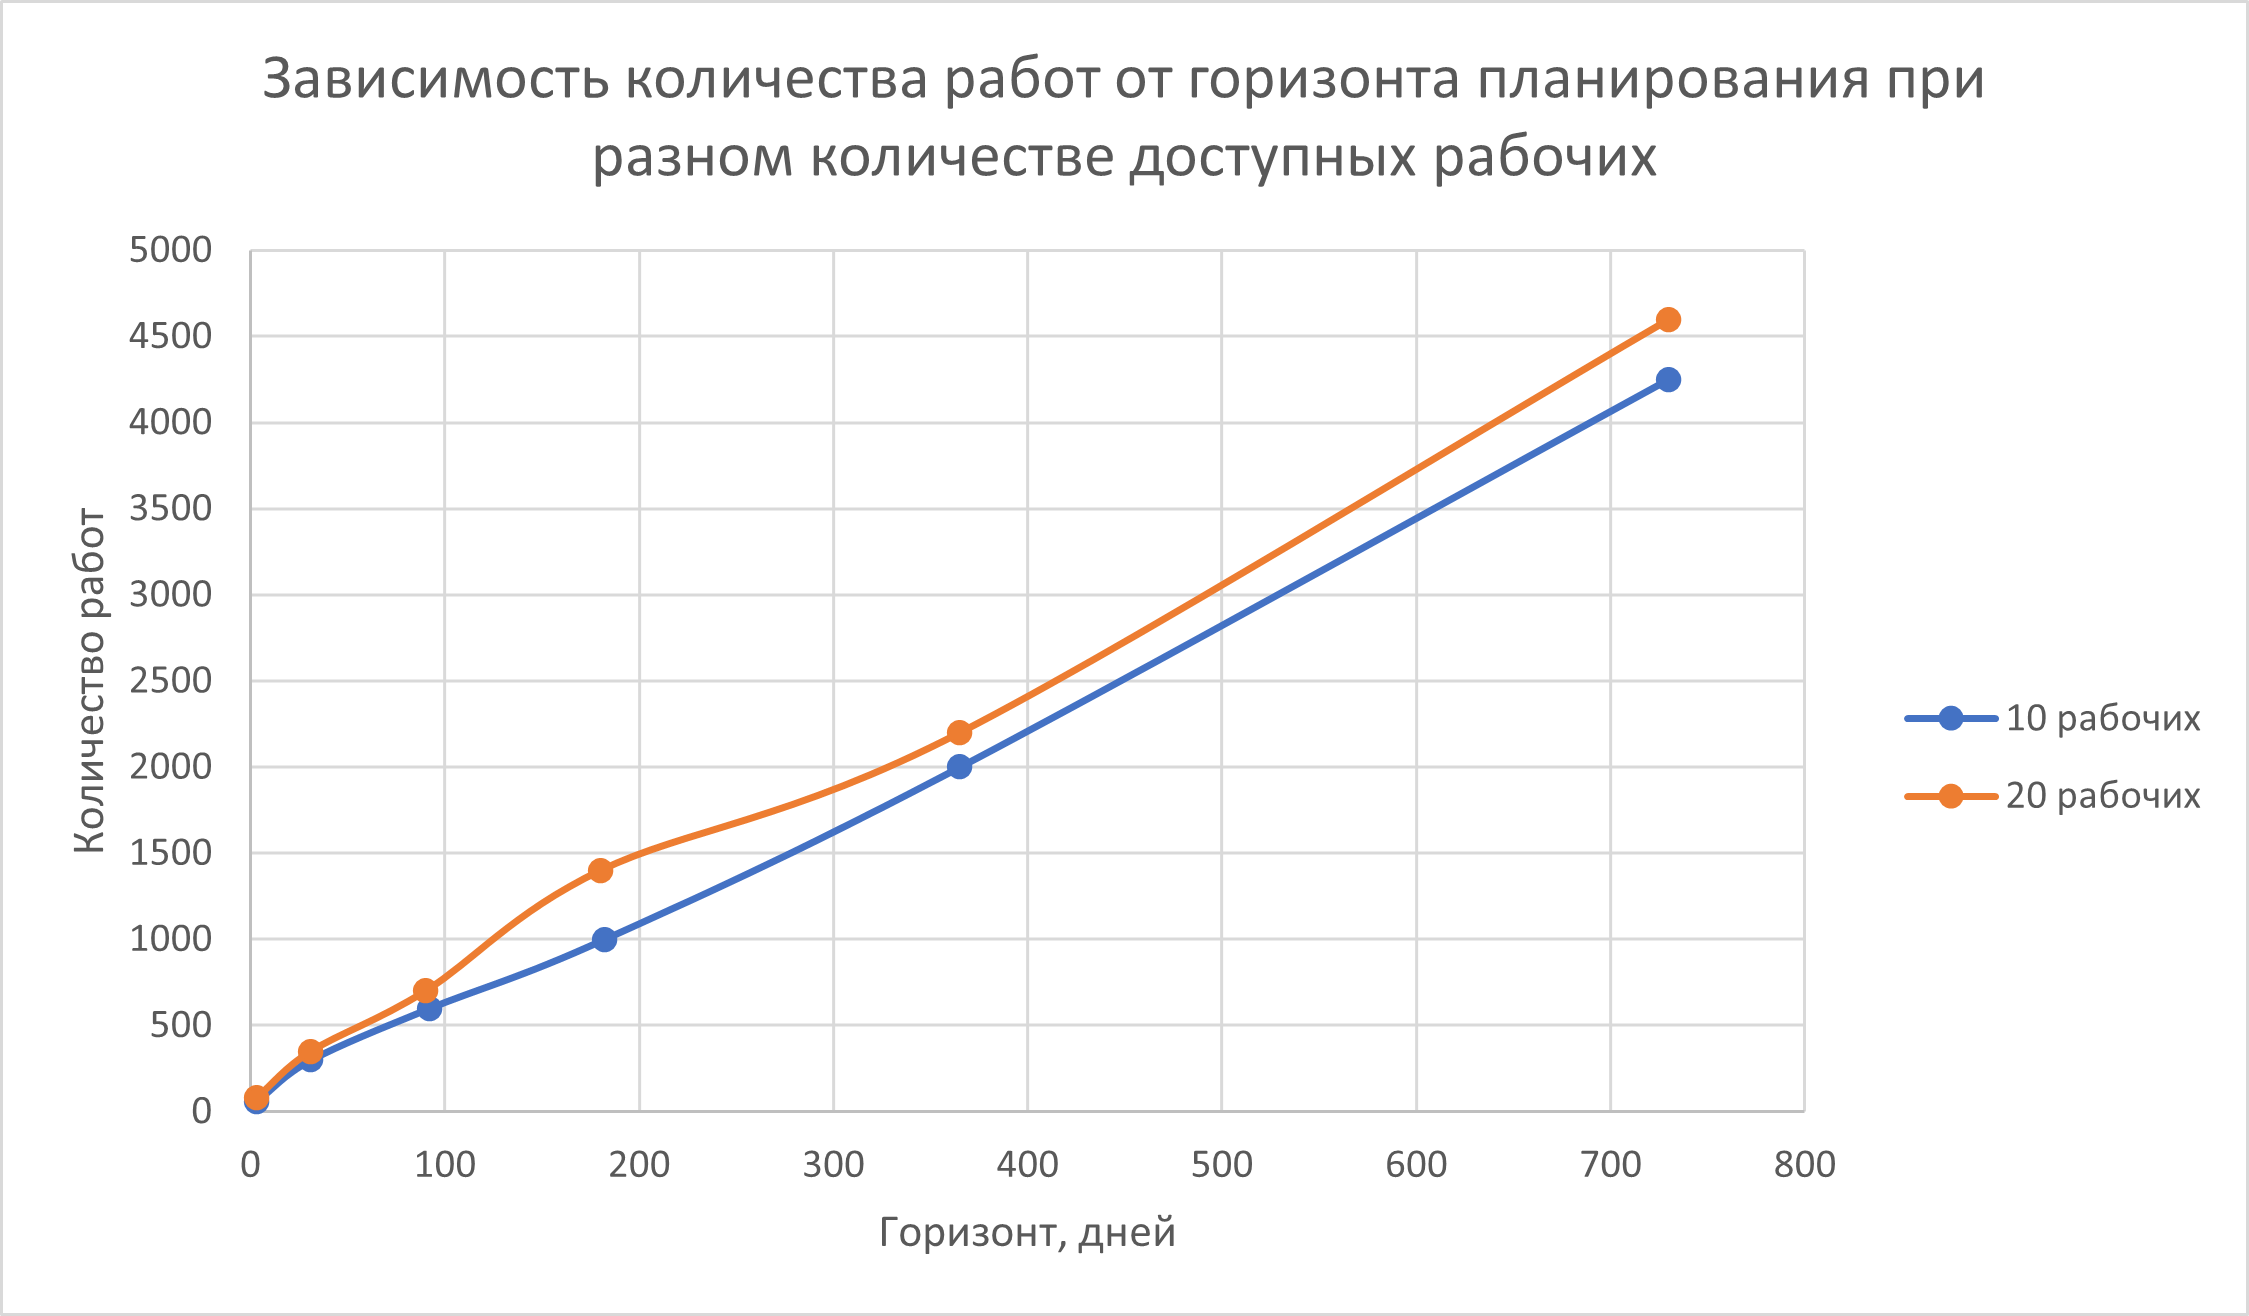 Зависимость количества работ от горизонта планирования при
разном количестве доступных рабочих
5000
4500
4000
3500
3000
2500
2000
1500
1000
500
0
Количество работ
0 100 200 300 400 500 600 700 800
Горизонт, дней
10 рабочих
20 рабочих